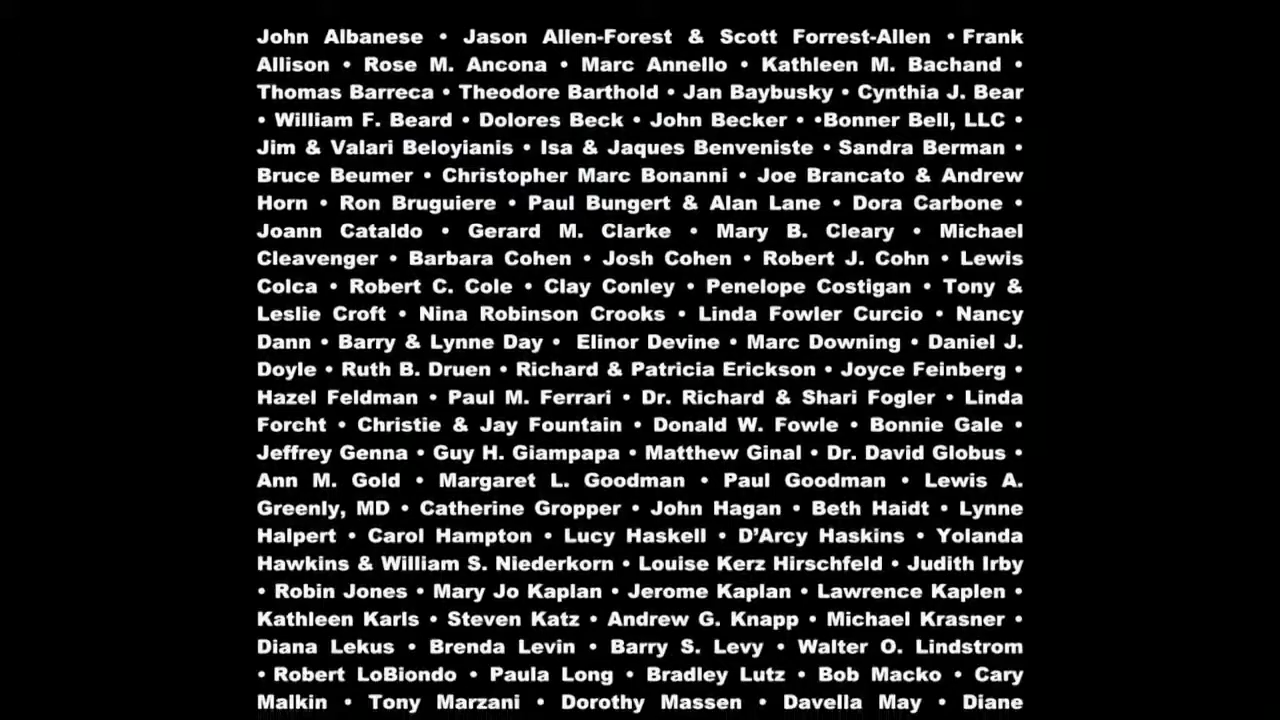 John Albanese • Jason Allen-Forest & Scott Forrest-Allen • Frank
Allison • Rose M. Ancona • Marc Annello • Kathleen M. Bachand •
Thomas Barreca • Theodore Barthold • Jan Baybusky • Cynthia J. Bear
• William F. Beard • Dolores Beck • John Becker • •Bonner Bell, LLC •
Jim & Valari Beloyianis • Isa & Jaques Benveniste • Sandra Berman •
Bruce Beumer • Christopher Marc Bonanni • Joe Brancato & Andrew
Horn • Ron Bruguiere • Paul Bungert & Alan Lane • Dora Carbone •
Joann Cataldo • Gerard M. Clarke • Mary B. Cleary • Michael
Cleavenger • Barbara Cohen • Josh Cohen • Robert J. Cohn • Lewis
Colca • Robert C. Cole • Clay Conley • Penelope Costigan • Tony &
Leslie Croft • Nina Robinson Crooks • Linda Fowler Curcio • Nancy
Dann • Barry & Lynne Day • Elinor Devine • Marc Downing • Daniel J.
Doyle • Ruth B. Druen • Richard & Patricia Erickson • Joyce Feinberg •
Hazel Feldman • Paul M. Ferrari • Dr. Richard & Shari Fogler • Linda
Forcht • Christie & Jay Fountain • Donald W. Fowle • Bonnie Gale •
Jeffrey Genna • Guy H. Giampapa • Matthew Ginal • Dr. David Globus •
Ann M. Gold • Margaret L. Goodman • Paul Goodman • Lewis A.
Greenly, MD • Catherine Gropper • John Hagan • Beth Haidt • Lynne
Halpert • Carol Hampton • Lucy Haskell • D’Arcy Haskins • Yolanda
Hawkins & William S. Niederkorn • Louise Kerz Hirschfeld • Judith Irby
• Robin Jones • Mary Jo Kaplan • Jerome Kaplan • Lawrence Kaplen •
Kathleen Karls • Steven Katz • Andrew G. Knapp • Michael Krasner •
Diana Lekus • Brenda Levin • Barry S. Levy • Walter O. Lindstrom
• Robert LoBiondo • Paula Long • Bradley Lutz • Bob Macko • Cary
Malkin • Tony Marzani • Dorothy Massen • Davella May • Diane